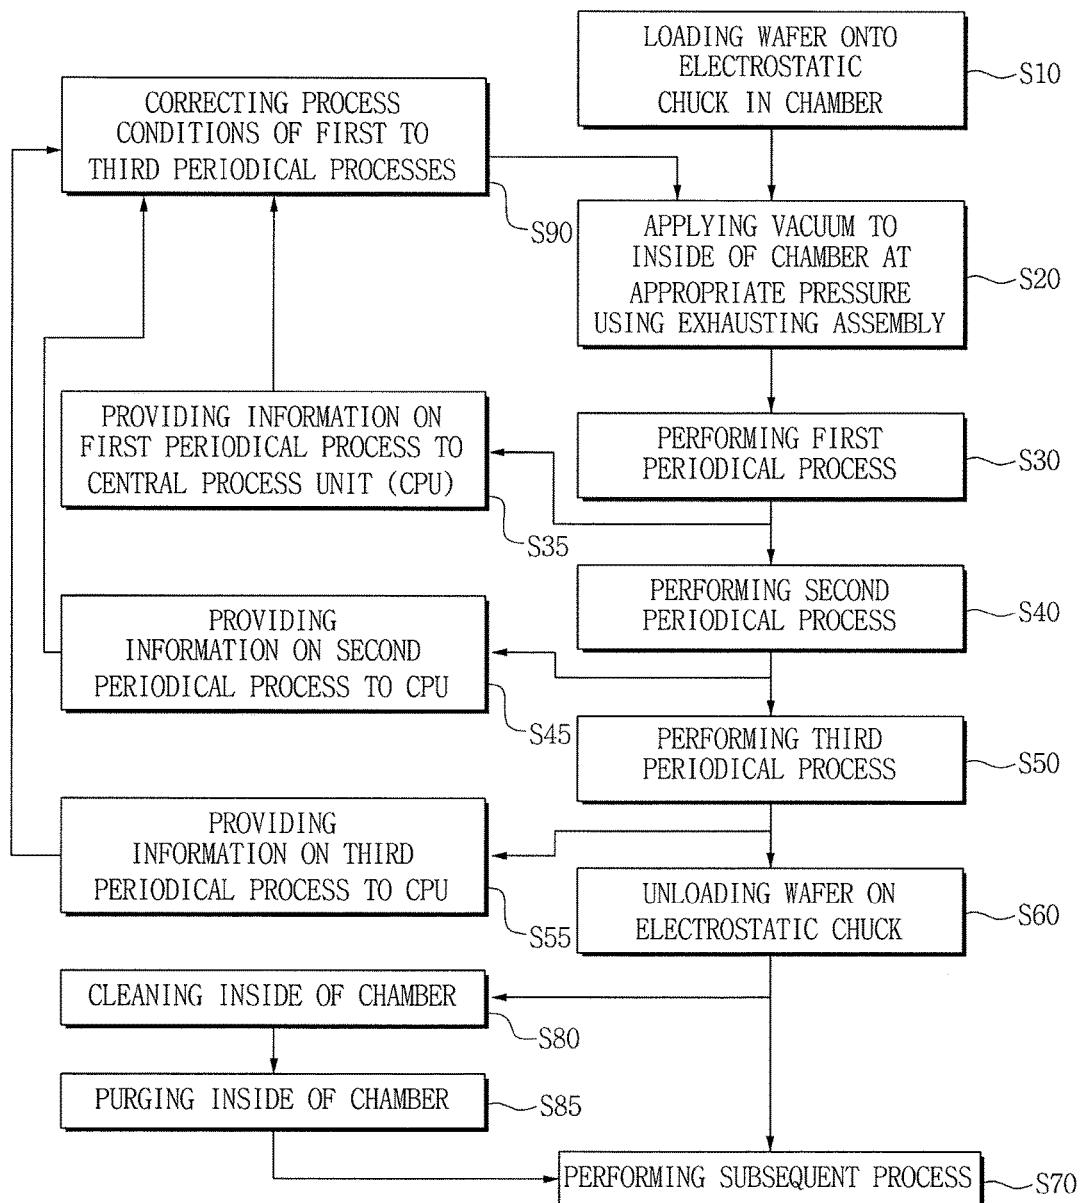 LOADING WAFER ONTO
ELECTROSTATIC
CHUCK IN CHAMBER
S10
CORRECTING PROCESS
CONDITIONS OF FIRST TO
THIRD PERIODICAL PROCESSES
S90
APPLYING VACUUM TO
INSIDE OF CHAMBER AT
APPROPRIATE PRESSURE
USING EXHAUSTING ASSEMBLY
S20
PROVIDING INFORMATION ON
FIRST PERIODICAL PROCESS TO
CENTRAL PROCESS UNIT (CPU)
S35
PERFORMING FIRST
PERIODICAL PROCESS
S30
PERFORMING SECOND
PERIODICAL PROCESS
S40
PROVIDING
INFORMATION ON SECOND
PERIODICAL PROCESS TO CPU
S45
PERFORMING THIRD
PERIODICAL PROCESS
S50
PROVIDING
INFORMATION ON THIRD
PERIODICAL PROCESS TO CPU
S55
UNLOADING WAFER ON
ELECTROSTATIC CHUCK
S60
CLEANING INSIDE OF CHAMBER
S80
PURGING INSIDE OF CHAMBER
S85
PERFORMING SUBSEQUENT PROCESS
S70